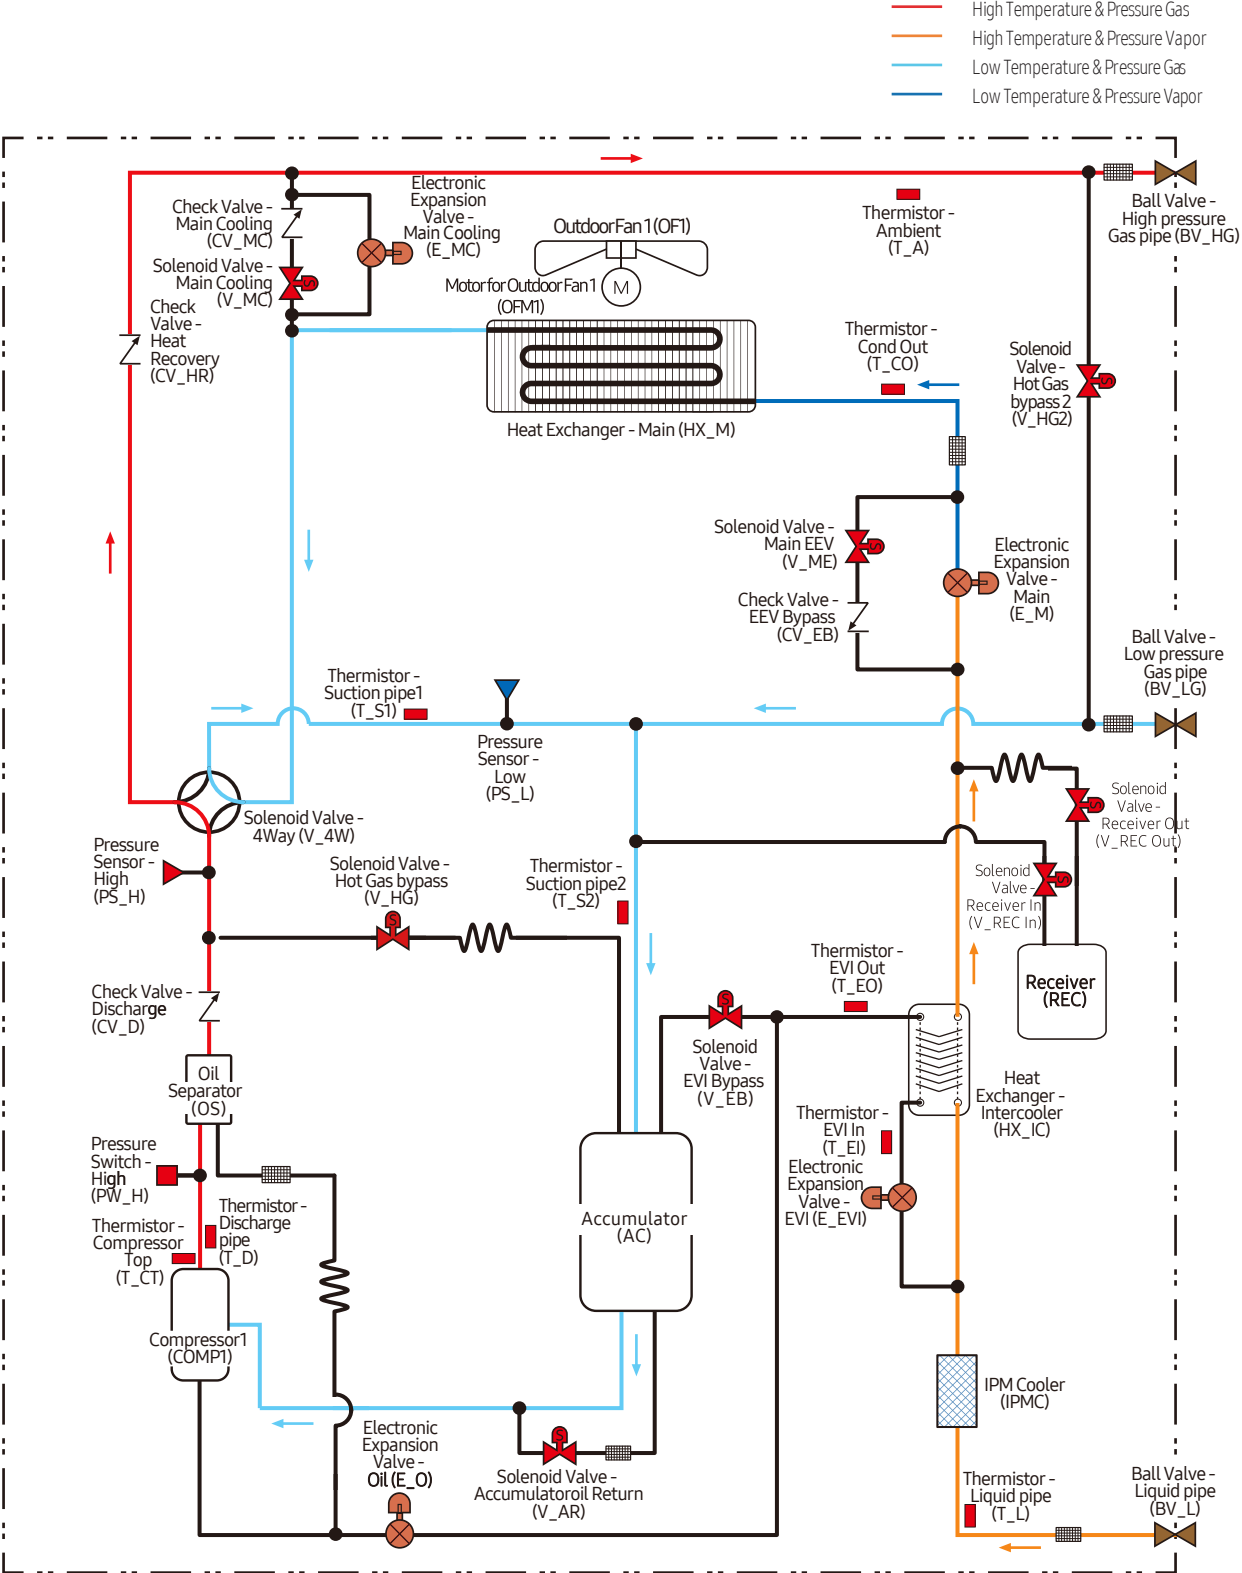 High Temperature & Pressure Gas
High Temperature & Pressure Vapor
Low Temperature & Pressure Gas
Low Temperature & Pressure Vapor
Electronic
Expansion
Valve -
Main Cooling
(E_MC)
Check Valve -
Main Cooling
(CV_MC)
Solenoid Valve -
Main Cooling
(V_MC)
Check
Valve -
Heat
Recovery
(CV_HR)
Outdoor Fan 1 (OF1)
Motor for Outdoor Fan 1
(OFM1)
M
Heat Exchanger - Main (HX_M)
Thermistor -
Ambient
(T_A)
Ball Valve -
High pressure
Gas pipe (BV_HG)
Thermistor -
Cond Out
(T_CO)
Solenoid
Valve -
Hot Gas
bypass 2
(V_HG2)
S
S
S
Solenoid Valve -
Main EEV
(V_ME)
Check Valve -
EEV Bypass
(CV_EB)
Electronic
Expansion
Valve -
Main
(E_M)
Ball Valve -
Low pressure
Gas pipe
(BV_LG)
Thermistor -
Suction pipe1
(T_S1)
Pressure
Sensor -
Low
(PS_L)
Solenoid Valve -
4Way (V_4W)
Pressure
Sensor -
High
(PS_H)
Solenoid Valve -
Hot Gas bypass
(V_HG)
S
Thermistor -
Suction pipe2
(T_S2)
Solenoid
Valve -
Receiver Out
(V_REC Out)
S
Solenoid
Valve -
Receiver In
(V_REC In)
S
Receiver
(REC)
Thermistor -
EVI Out
(T_EO)
Check Valve -
Discharge
(CV_D)
S
Solenoid
Valve -
EVI Bypass
(V_EB)
Oil
Separator
(OS)
Heat
Exchanger -
Intercooler
(HX_IC)
Thermistor -
EVI In
(T_EI)
Electronic
Expansion
Valve -
EVI (E_EVI)
Pressure
Switch -
High
(PW_H)
Thermistor -
Discharge
pipe
(T_D)
Thermistor -
Compressor
Top
(T_CT)
Accumulator
(AC)
Compressor1
(COMP1)
IPM Cooler
(IPMC)
Electronic
Expansion
Valve -
Oil (E_O)
S
Solenoid Valve -
Accumulatoroil Return
(V_AR)
Thermistor -
Liquid pipe
(T_L)
Ball Valve -
Liquid pipe
(BV_L)